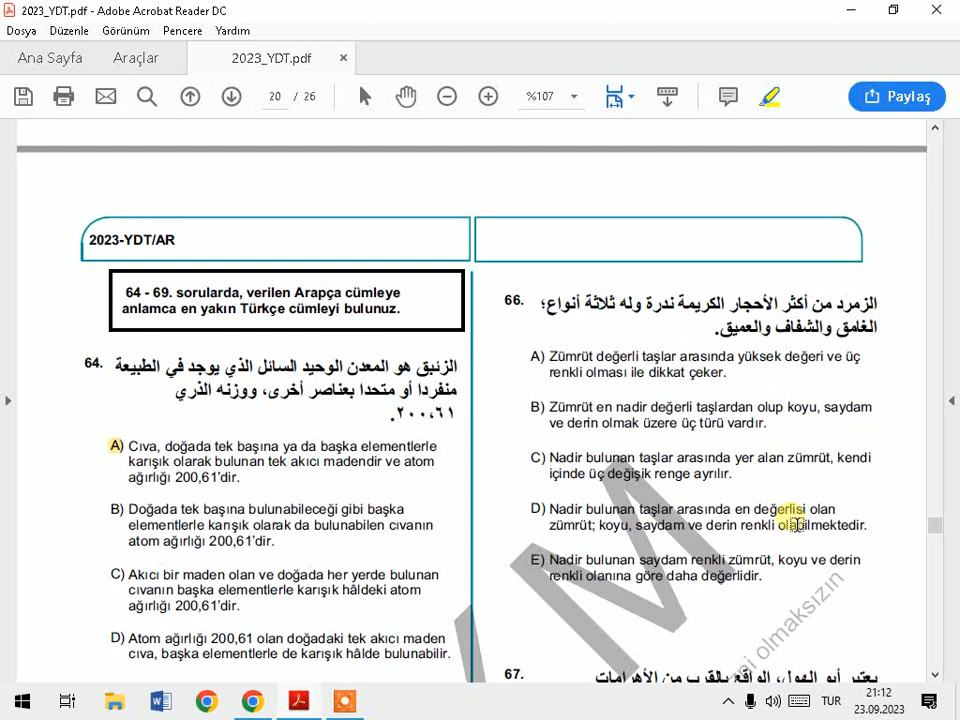 2023_YDT.pdf - Adobe Acrobat Reader DC
Dosya Düzenle Görünüm Pencere Yardım
Ana Sayfa Araçlar 2023_YDT.pdf
20 / 26 %107 Paylaş
2023-YDT/AR
64 - 69. sorularda, verilen Arapça cümleye
anlamca en yakın Türkçe cümleyi bulunuz.
64. الزئبق هو المعدن الوحيد السائل الذي يوجد في الطبيعة
منفردا أو متحدا بعناصر أخرى، ووزنه الذري
٢٠٠،٦١.
A) Cıva, doğada tek başına ya da başka elementlerle
karışık olarak bulunan tek akıcı madendir ve atom
ağırlığı 200,61’dir.
B) Doğada tek başına bulunabileceği gibi başka
elementlerle karışık olarak da bulunabilen cıvanın
atom ağırlığı 200,61’dir.
C) Akıcı bir maden olan ve doğada her yerde bulunan
cıvanın başka elementlerle karışık hâldeki atom
ağırlığı 200,61’dir.
D) Atom ağırlığı 200,61 olan doğadaki tek akıcı maden
cıva, başka elementlerle de karışık hâlde bulunabilir.
66. الزمرد من أكثر الأحجار الكريمة ندرة وله ثلاثة أنواع؛
الغامق والشفاف والعميق.
A) Zümrüt değerli taşlar arasında yüksek değeri ve üç
renkli olması ile dikkat çeker.
B) Zümrüt en nadir değerli taşlardan olup koyu, saydam
ve derin olmak üzere üç türü vardır.
C) Nadir bulunan taşlar arasında yer alan zümrüt, kendi
içinde üç değişik renge ayrılır.
D) Nadir bulunan taşlar arasında en değerlisi olan
zümrüt; koyu, saydam ve derin renkli olabilmektedir.
E) Nadir bulunan saydam renkli zümrüt, koyu ve derin
renkli olanına göre daha değerlidir.
67. يعتبر أبو الهول، الواقع بالقرب من الأهرامات
olmaksızın
TUR
21:12
23.09.2023